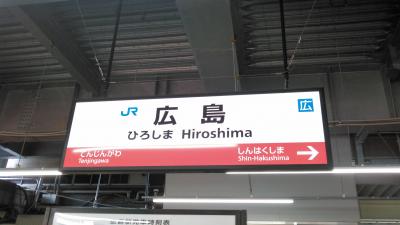 JR 広島 広
ひろしま Hiroshima
てんじんがわ しんはくしま
Tenjingawa Shin-Hakushima